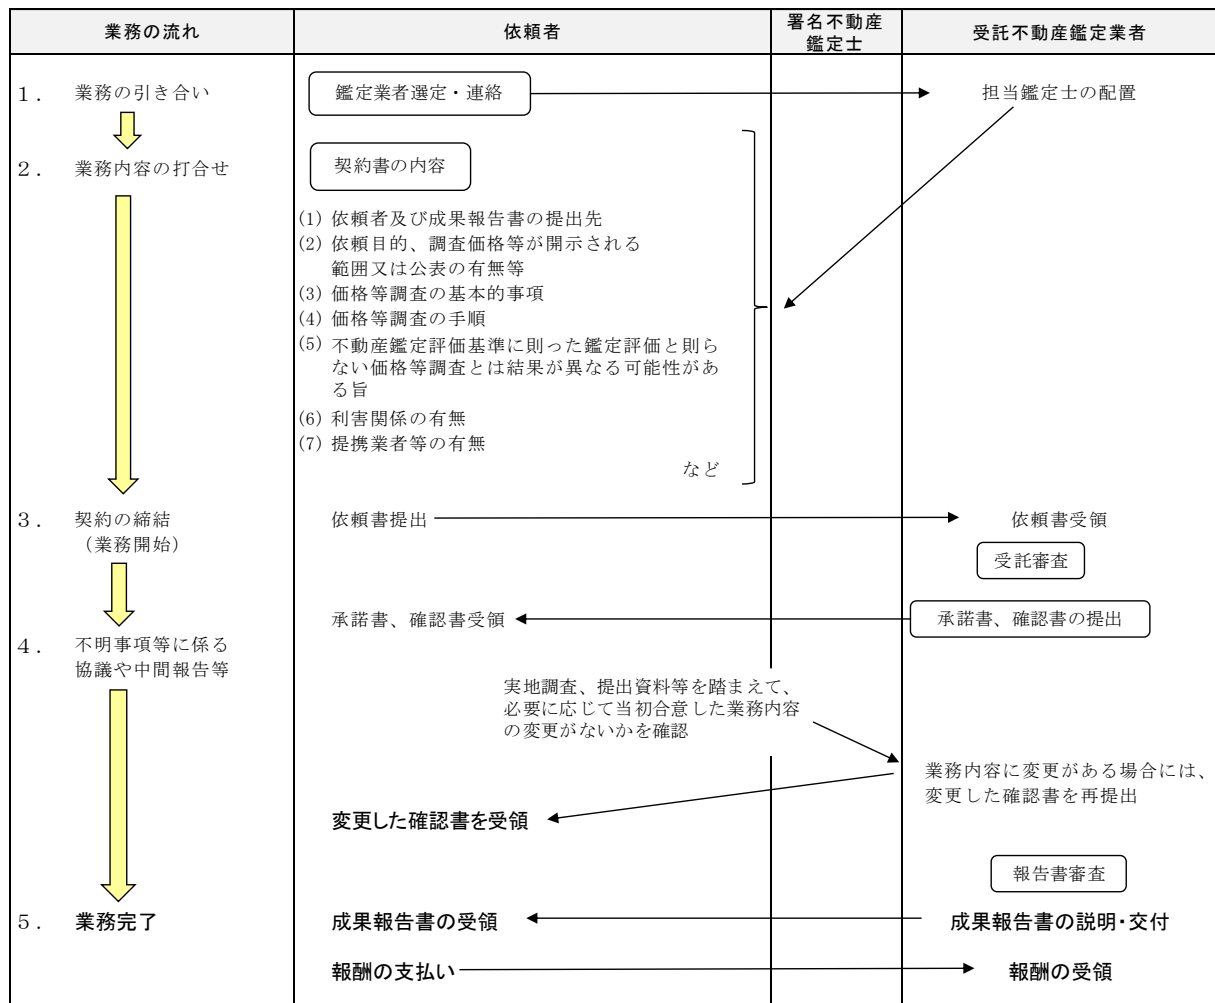 業務の流れ
依頼者
署名不動産
鑑定士
受託不動産鑑定業者
1. 業務の引き合い
鑑定業者選定・連絡
担当鑑定士の配置
2. 業務内容の打合せ
契約書の内容
(1) 依頼者及び成果報告書の提出先
(2) 依頼目的、調査価格等が開示される
範囲又は公表の有無等
(3) 価格等調査の基本的事項
(4) 価格等調査の手順
(5) 不動産鑑定評価基準に則った鑑定評価と則ら
ない価格等調査とは結果が異なる可能性があ
る旨
(6) 利害関係の有無
(7) 提携業者等の有無
など
3. 契約の締結
(業務開始)
依頼書提出
依頼書受領
受託審査
承諾書、確認書受領
承諾書、確認書の提出
4. 不明事項等に係る
協議や中間報告等
実地調査、提出資料等を踏まえて、
必要に応じて当初合意した業務内容
の変更がないかを確認
業務内容に変更がある場合には、
変更した確認書を再提出
変更した確認書を受領
報告書審査
5. 業務完了
成果報告書の受領
成果報告書の説明・交付
報酬の支払い
報酬の受領